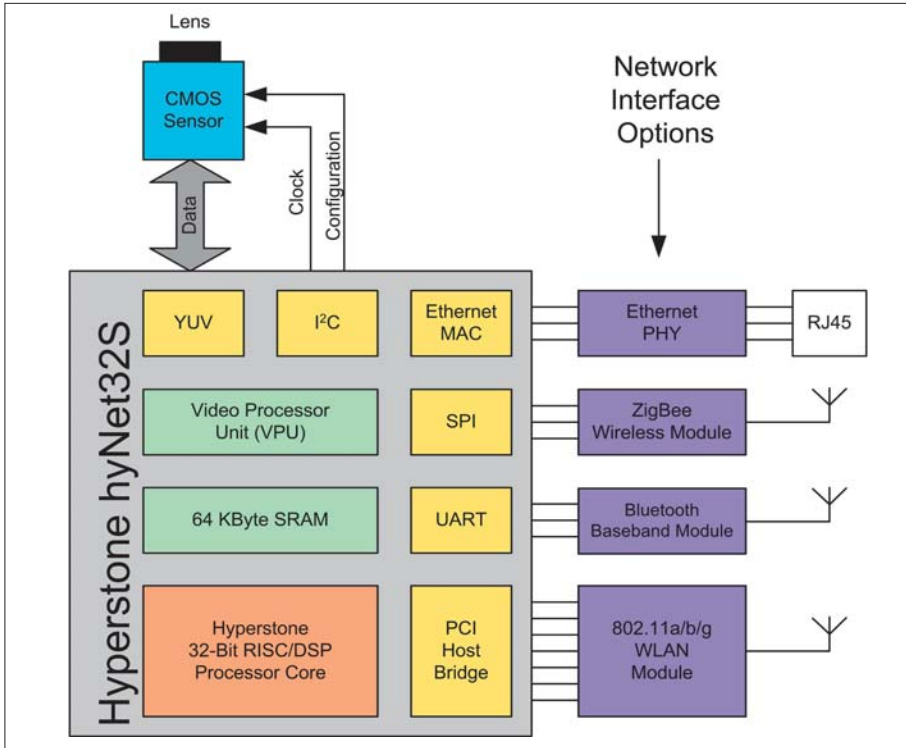 Lens
CMOS
Sensor
Network
Interface
Options
Data
Clock
Configuration
Hyperstone hyNet32S
YUV
I²C
Ethernet
MAC
Ethernet
PHY
RJ45
Video Processor
Unit (VPU)
SPI
ZigBee
Wireless Module
64 KByte SRAM
UART
Bluetooth
Baseband Module
Hyperstone
32-Bit RISC/DSP
Processor Core
PCI
Host
Bridge
802.11a/b/g
WLAN
Module